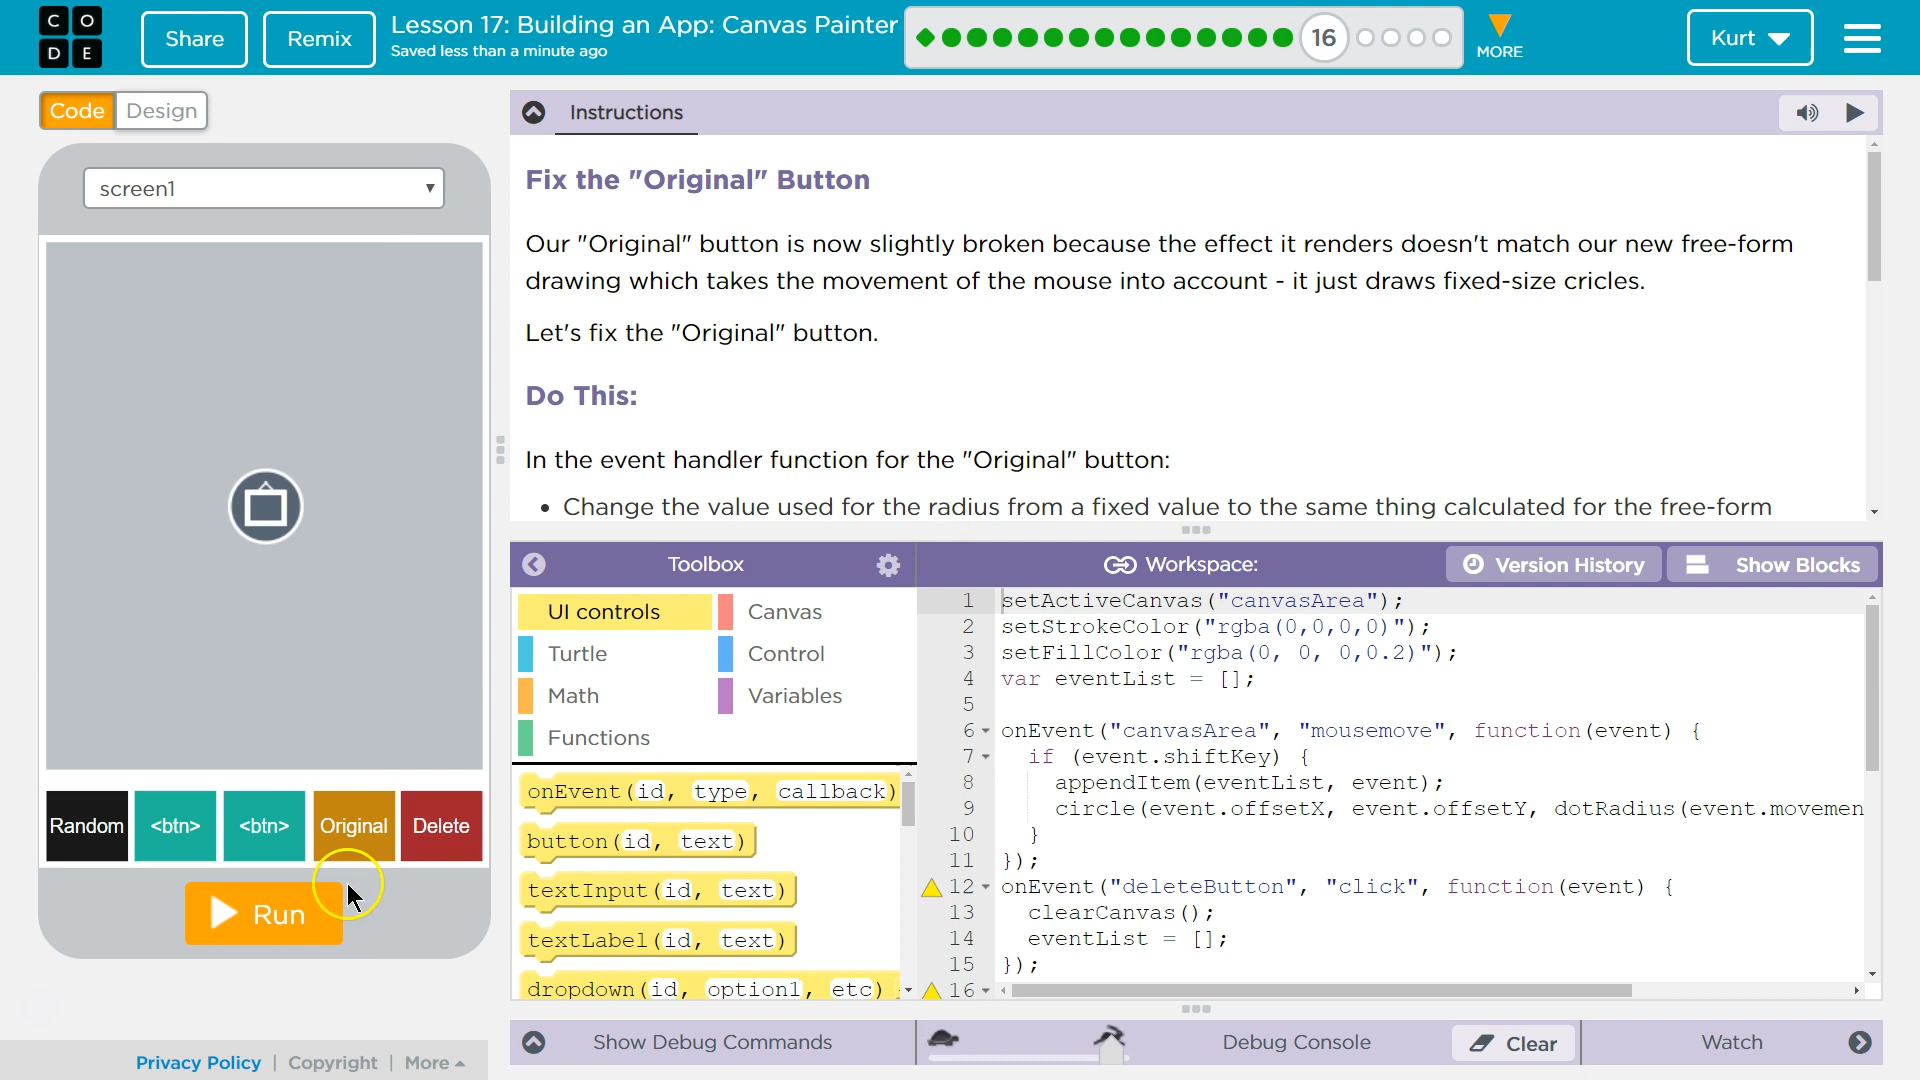 C O
D E
Share
Remix
Lesson 17: Building an App: Canvas Painter
Saved less than a minute ago
16
MORE
Kurt
Code
Design
screen1
Random
<btn>
<btn>
Original
Delete
Run
Privacy Policy | Copyright | More
Instructions
Fix the "Original" Button
Our "Original" button is now slightly broken because the effect it renders doesn't match our new free-form
drawing which takes the movement of the mouse into account - it just draws fixed-size cricles.
Let's fix the "Original" button.
Do This:
In the event handler function for the "Original" button:
• Change the value used for the radius from a fixed value to the same thing calculated for the free-form
Toolbox
UI controls
Canvas
Turtle
Control
Math
Variables
Functions
onEvent(id, type, callback)
button(id, text)
textInput(id, text)
textLabel(id, text)
dropdown(id, option1, etc)
Workspace:
Version History
Show Blocks
1 setActiveCanvas("canvasArea");
2 setStrokeColor("rgba(0,0,0,0)");
3 setFillColor("rgba(0, 0, 0,0.2)");
4 var eventList = [];
5
6 onEvent("canvasArea", "mousemove", function(event) {
7 if (event.shiftKey) {
8 appendItem(eventList, event);
9 circle(event.offsetX, event.offsetY, dotRadius(event.movemen
10 }
11 });
12 onEvent("deleteButton", "click", function(event) {
13 clearCanvas();
14 eventList = [];
15 });
16
Show Debug Commands
Debug Console
Clear
Watch